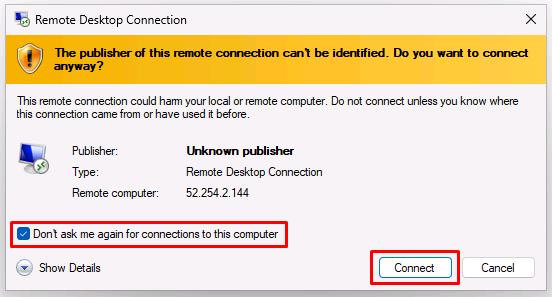 Remote Desktop Connection
The publisher of this remote connection can't be identified. Do you want to connect
anyway?
This remote connection could harm your local or remote computer. Do not connect unless you know where
this connection came from or have used it before.
Publisher: Unknown publisher
Type: Remote Desktop Connection
Remote computer: 52.254.2.144
Don't ask me again for connections to this computer
Show Details Connect Cancel